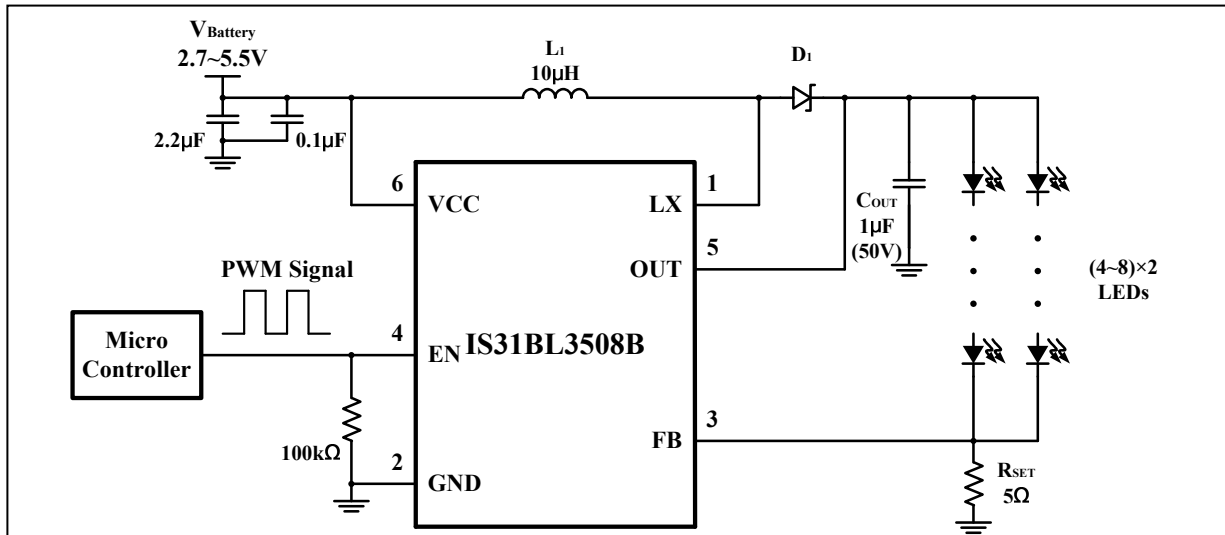 VBattery
2.7~5.5V
2.2µF
0.1µF
L1
10µH
D1
6
VCC
1
LX
COUT
1µF
(50V)
5
OUT
(4~8)×2
LEDs
PWM Signal
Micro
Controller
4
EN
IS31BL3508B
3
FB
100kΩ
2
GND
RSET
5Ω